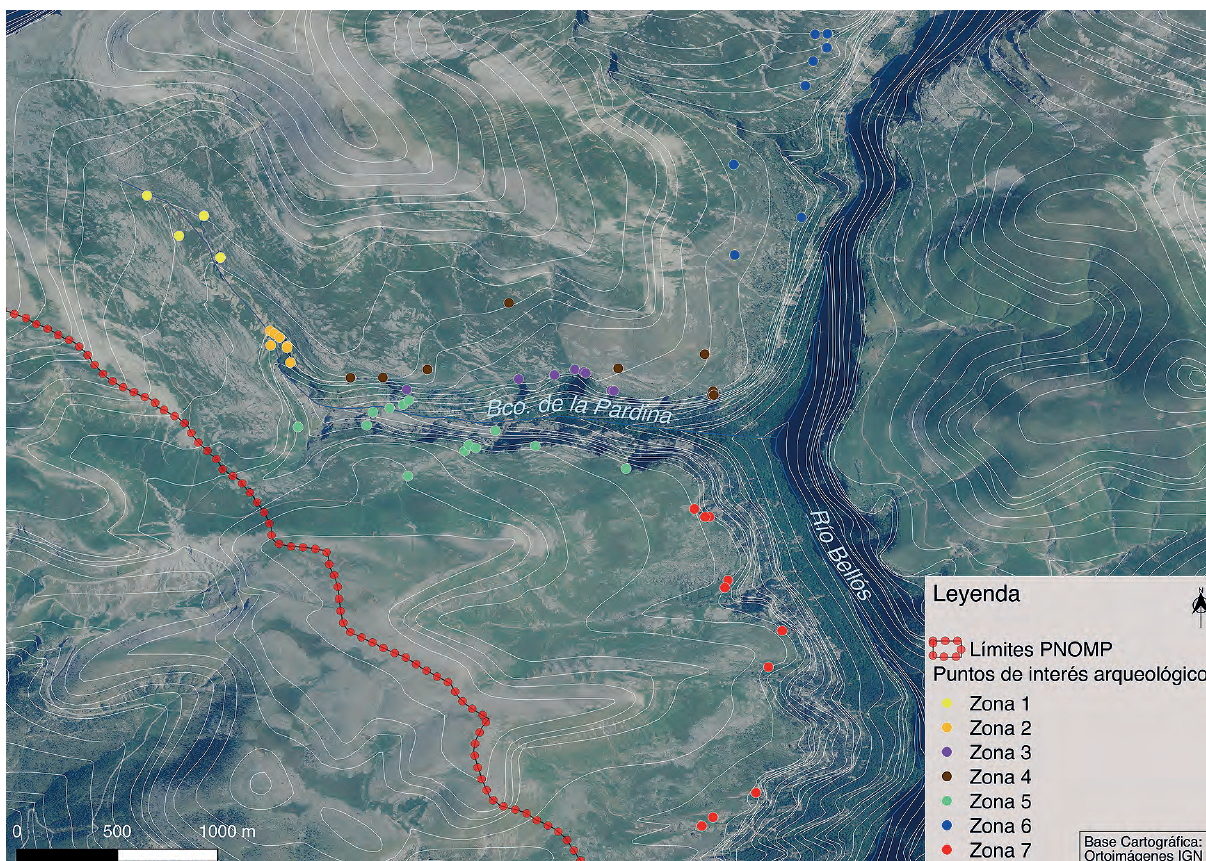 Bco. de la Pardina
Río Bellós
Leyenda
N
Límites PNOMP
Puntos de interés arqueológico
Zona 1
Zona 2
Zona 3
Zona 4
Zona 5
Zona 6
Zona 7
0 500 1000 m
Base Cartográfica:
Ortoimágenes IGN